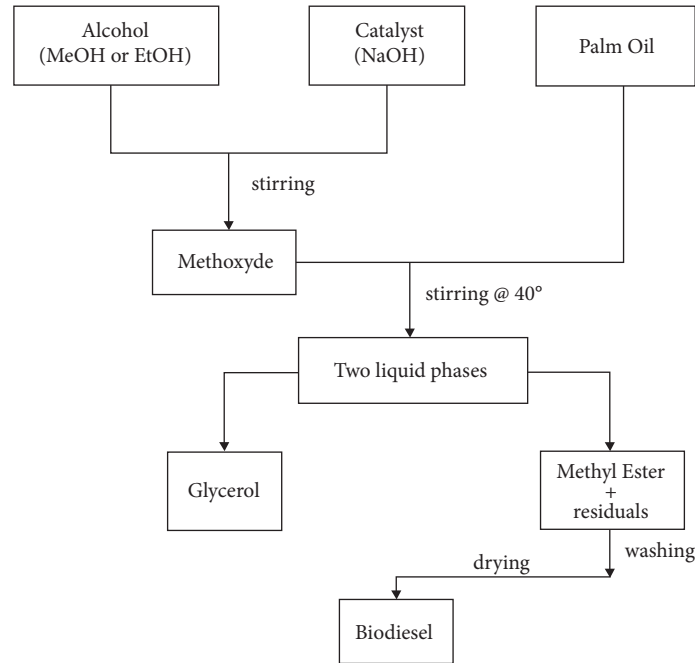 Alcohol
(MeOH or EtOH)
Catalyst
(NaOH)
Palm Oil
stirring
Methoxyde
stirring @ 40°
Two liquid phases
Glycerol
Methyl Ester
+
residuals
washing
drying
Biodiesel